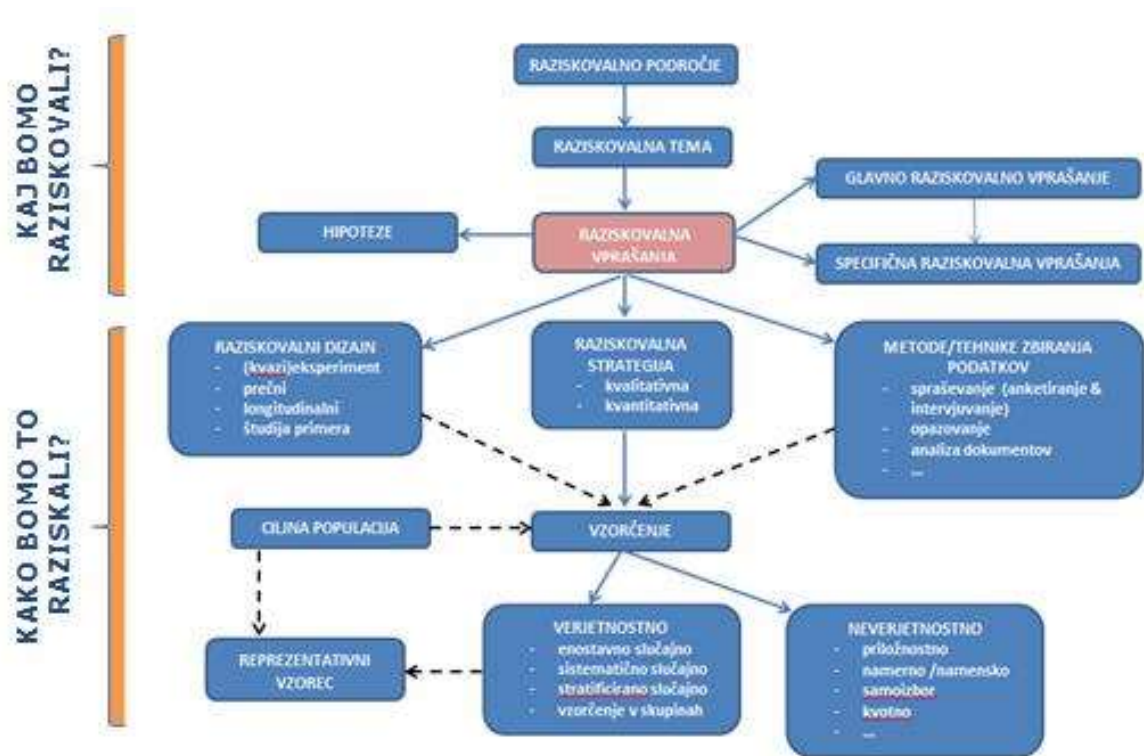 KAJ BOMO
RAZISKOVALI?
RAZISKOVALNO PODROČJE
RAZISKOVALNA TEMA
GLAVNO RAZISKOVALNO VPRAŠANJE
HIPOTEZE
RAZISKOVALNA
VPRAŠANJA
SPECIFIČNA RAZISKOVALNA VPRAŠANJA
KAKO BOMO TO
RAZISKALI?
RAZISKOVALNI DIZAJN
- (kvazi)eksperiment
- prečni
- longitudinalni
- študija primera
RAZISKOVALNA
STRATEGIJA
- kvalitativna
- kvantitativna
METODE/TEHNIKE ZBIRANJA
PODATKOV
- spraševanje (anketiranje &
intervjuvanje)
- opazovanje
- analiza dokumentov
- ...
CILJNA POPULACIJA
VZORČENJE
REPREZENTATIVNI
VZOREC
VERJETNOSTNO
- enostavno slučajno
- sistematično slučajno
- stratificirano slučajno
- vzorčenje v skupinah
NEVERJETNOSTNO
- priložnostno
- namerno /namensko
- samoizbor
- kvotno
- ...